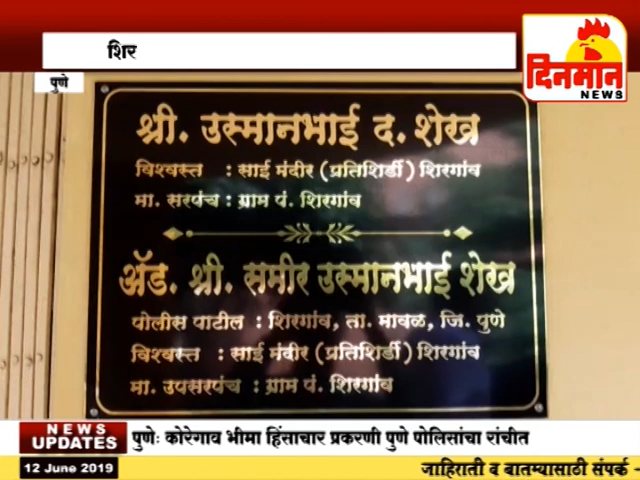 शिर
दिनमान
NEWS
पुणे
श्री. उस्मानभाई द. शेख
विश्वस्त : साई मंदीर (प्रतिशिर्डी) शिरगांव
मा. सरपंच : ग्राम पं. शिरगांव
ॲड. श्री. समीर उस्मानभाई शेख
पोलीस पाटील : शिरगांव, ता. मावळ, जि. पुणे
विश्वस्त : साई मंदीर (प्रतिशिर्डी) शिरगांव
मा. उपसरपंच : ग्राम पं. शिरगांव
NEWS UPDATES
पुणेः कोरेगाव भीमा हिंसाचार प्रकरणी पुणे पोलिसांचा रांचीत
12 June 2019
जाहिराती व बातम्यासाठी संपर्क -